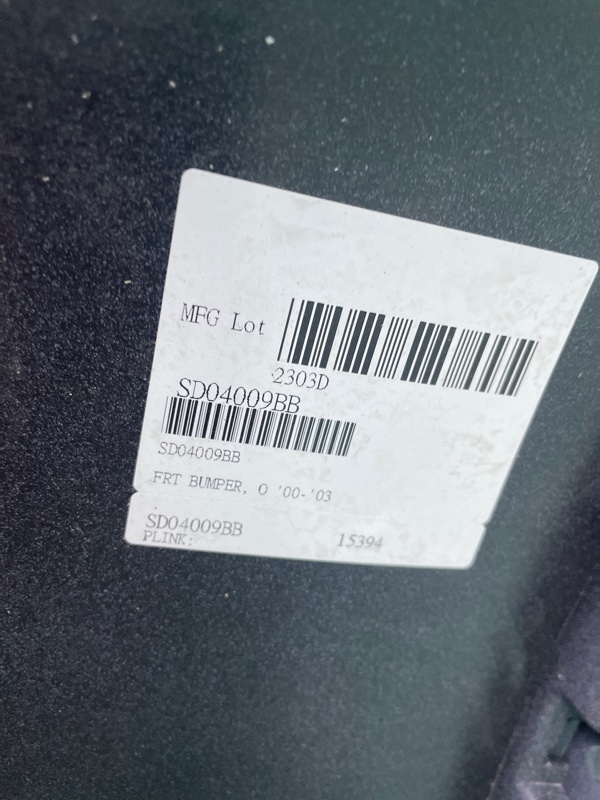 MFG Lot
2303D
SD04009BB
SD04009BB
FRT BUMPER, O '00-'03
SD04009BB
PLINK: 15394